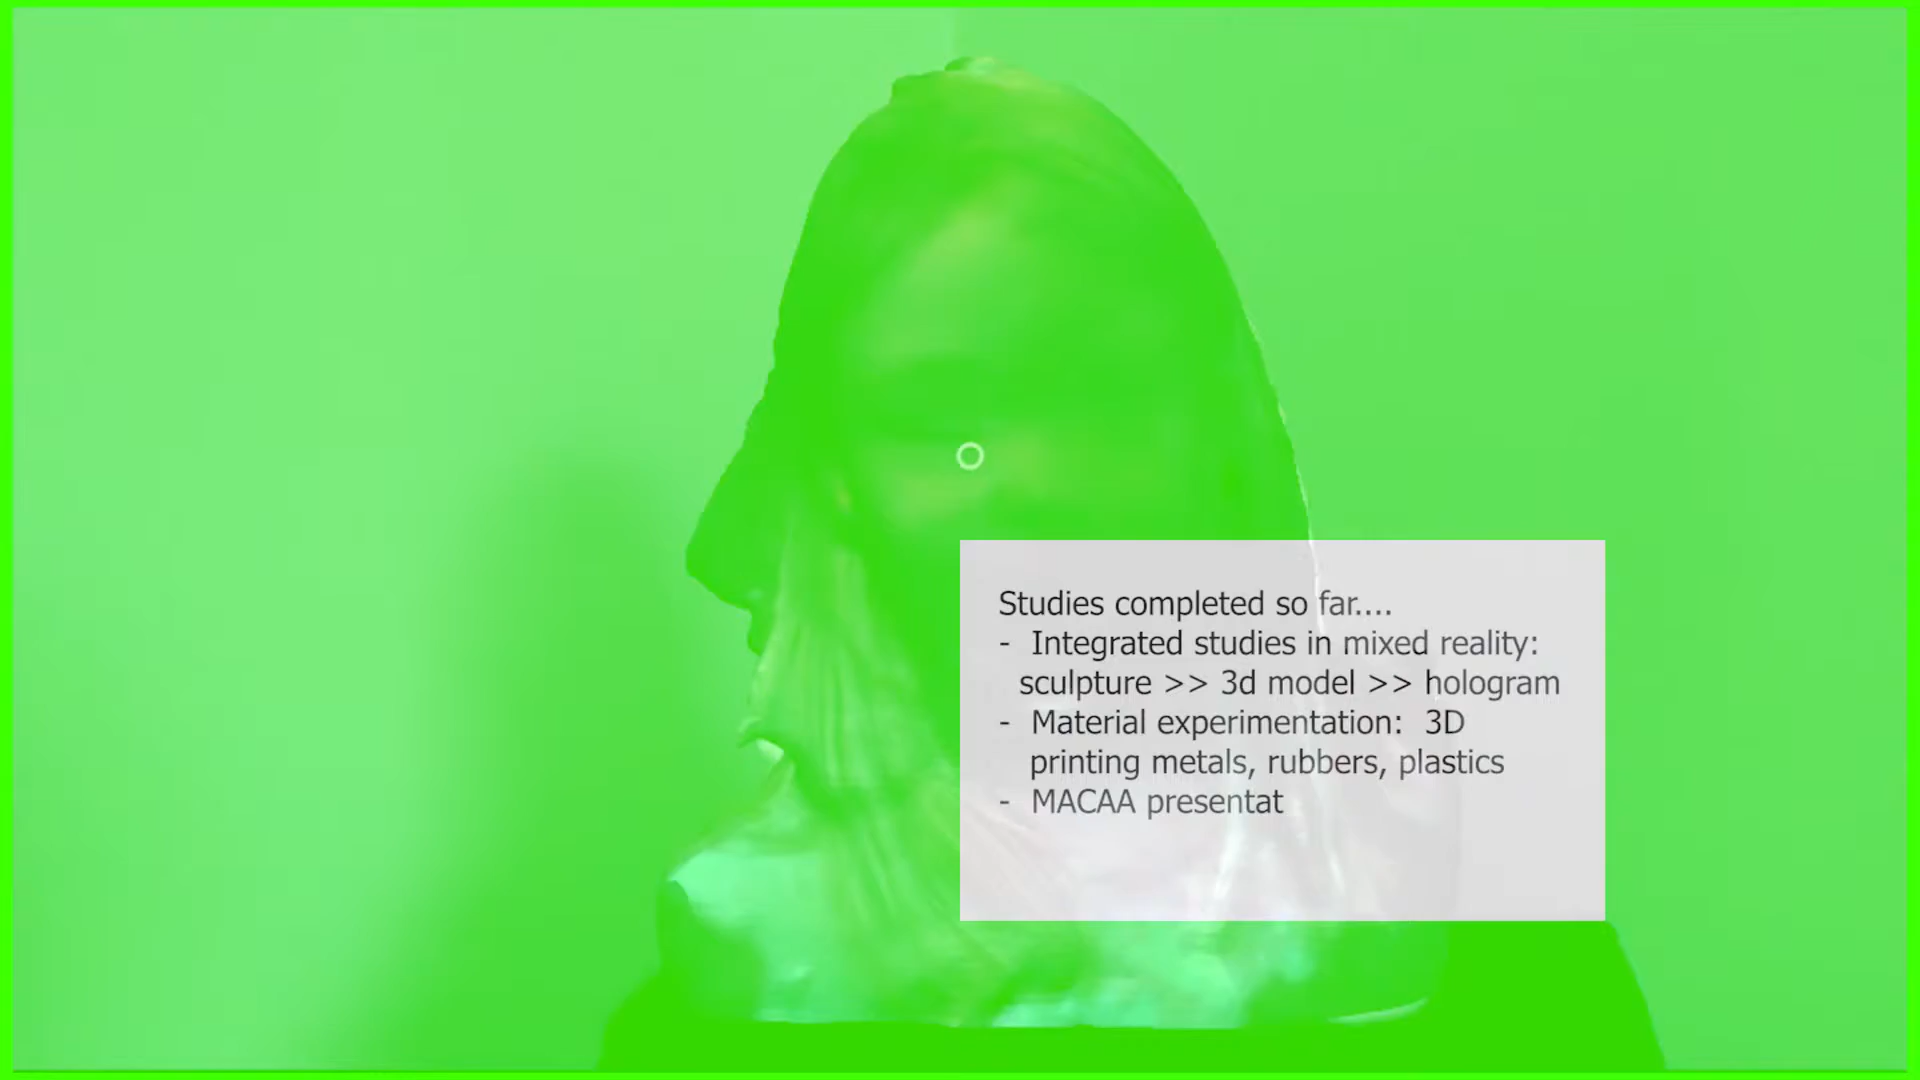 Studies completed so far....
- Integrated studies in mixed reality:
sculpture >> 3d model >> hologram
- Material experimentation: 3D
printing metals, rubbers, plastics
- MACAA presentat